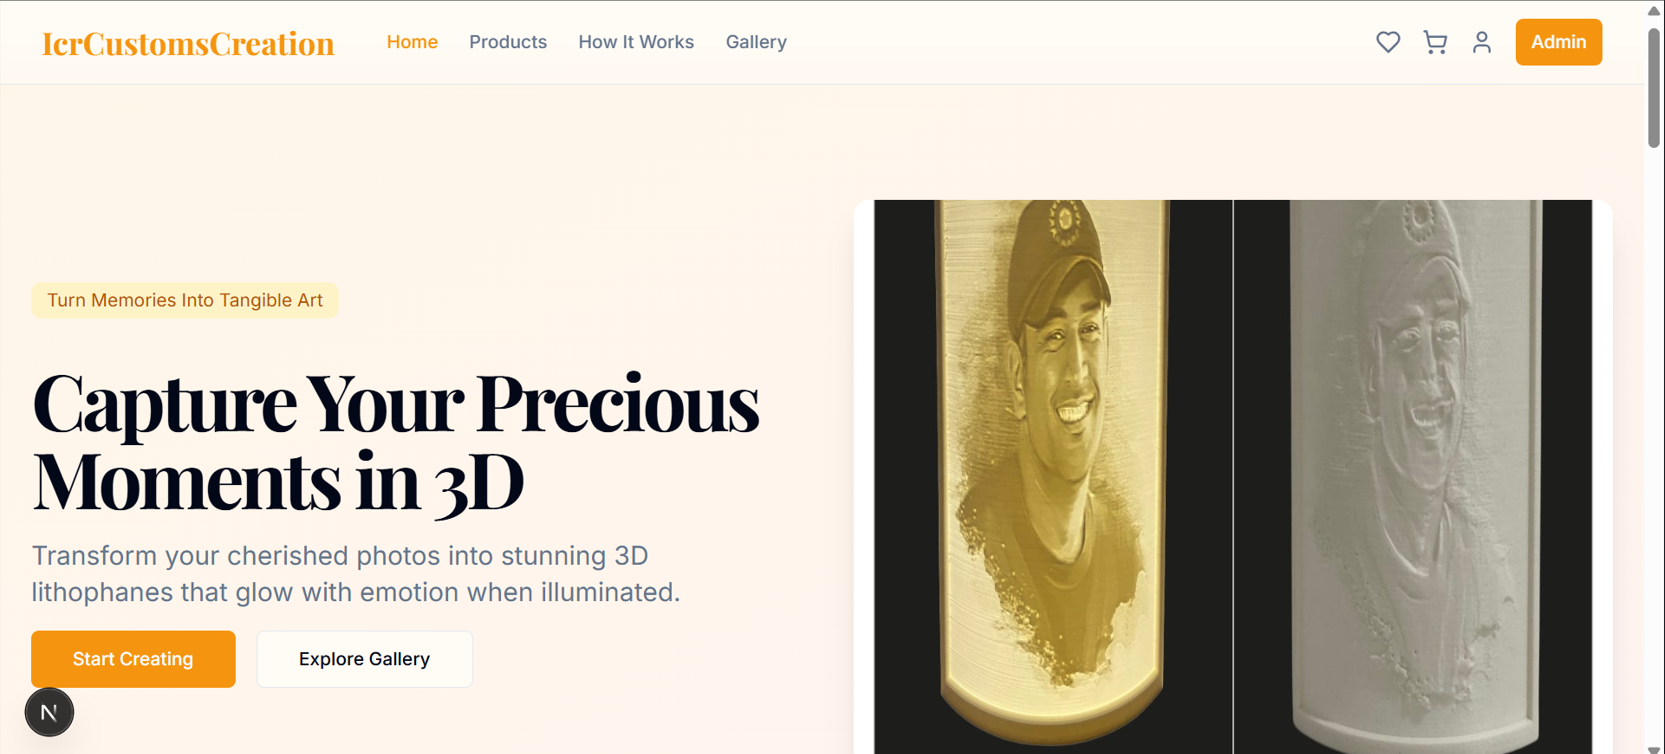 IcrCustomsCreation
Home
Products
How It Works
Gallery
Admin
Turn Memories Into Tangible Art
Capture Your Precious
Moments in 3D
Transform your cherished photos into stunning 3D
lithophanes that glow with emotion when illuminated.
Start Creating
Explore Gallery
N